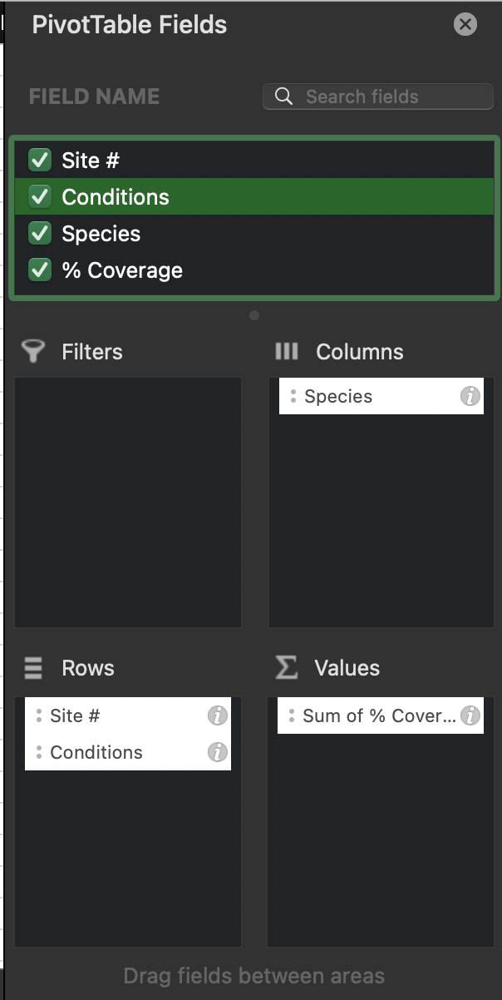 PivotTable Fields
FIELD NAME
Search fields
Site #
Conditions
Species
% Coverage
Filters
Columns
Species
Rows
Values
Site #
Sum of % Cover...
Conditions
Drag fields between areas